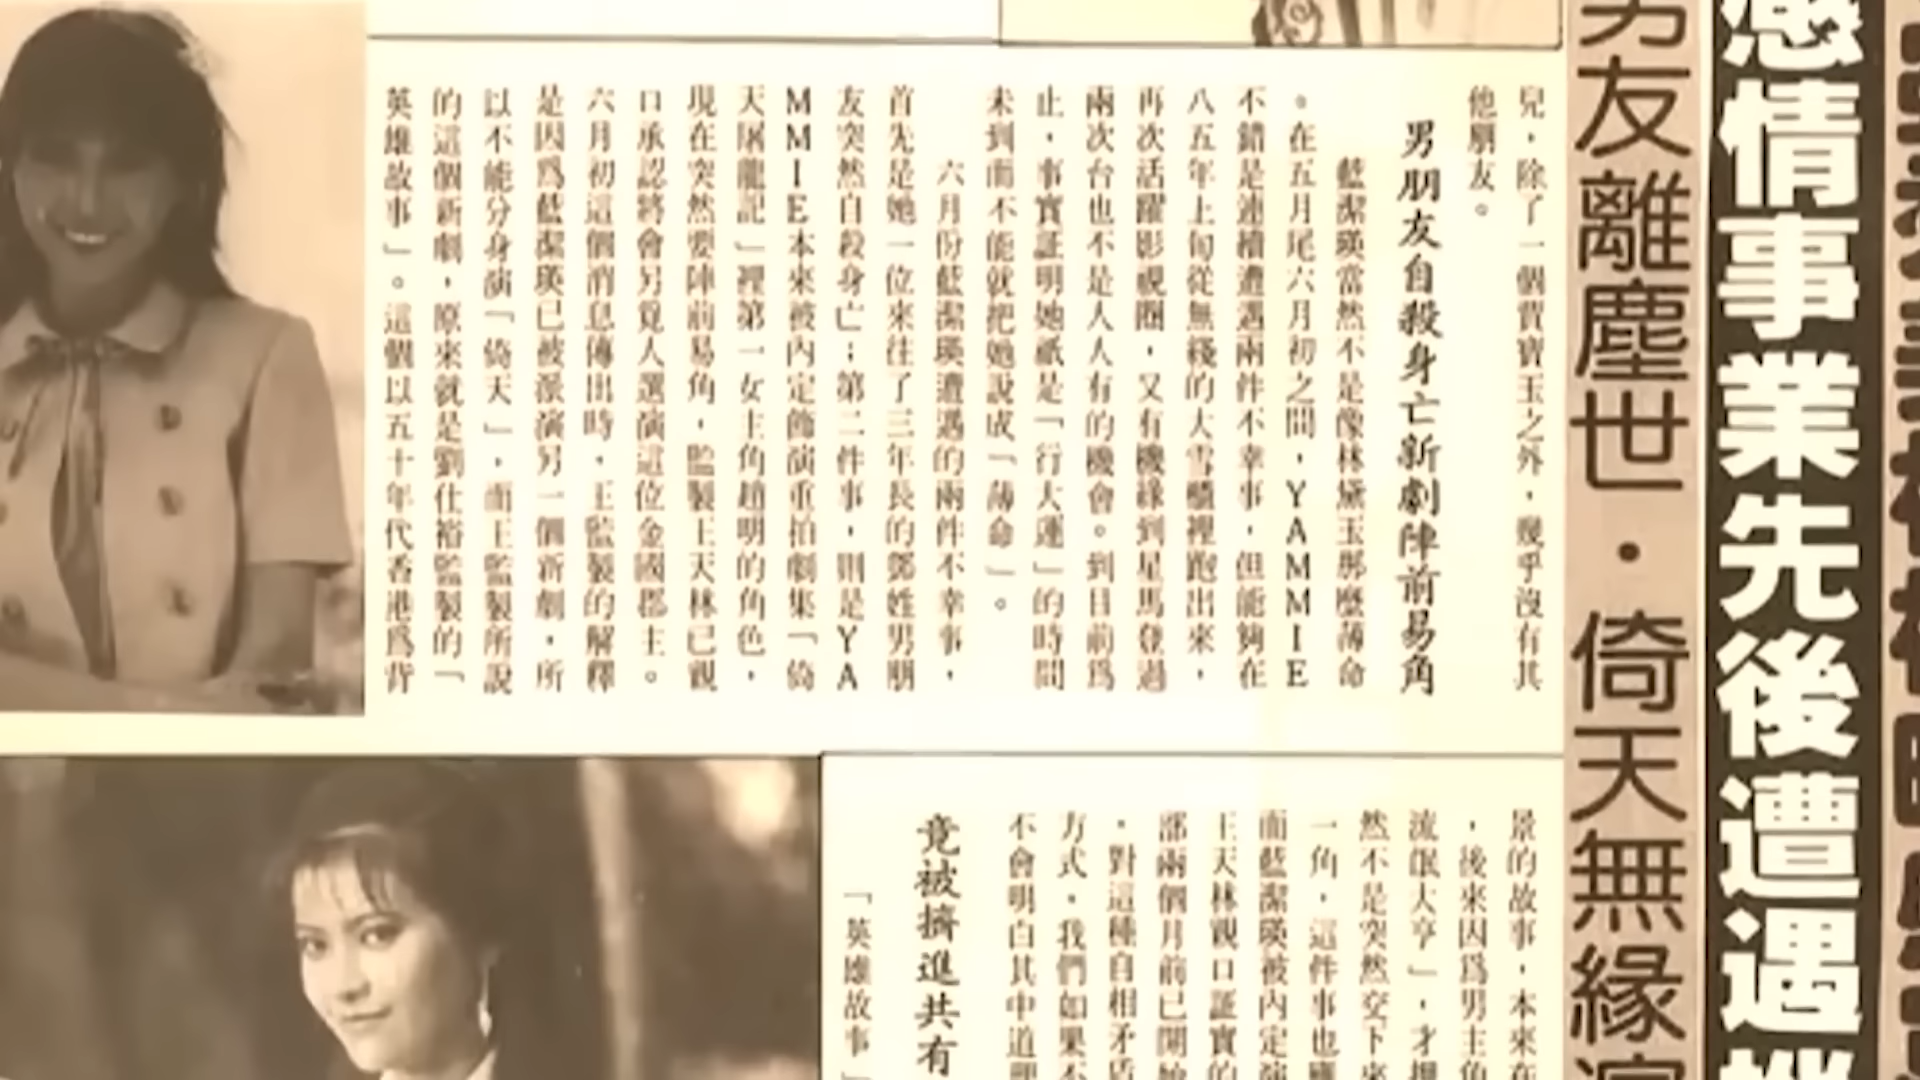 感情事業先後遭遇
男友離塵世・倚天無緣
兒，除了一個賈寶玉之外，幾乎沒有其
他朋友。
男朋友自殺身亡新劇陣前易角
藍潔瑛當然不是像林黛玉那麼薄命
。在五月尾六月初之間，YAMMIE
不錯是連續遭遇兩件不幸事，但能夠在
八五年上旬從無綫的大雪櫃裡跑出來，
再次活躍影視圈，又有機緣到星馬登過
兩次台也不是人人有的機會。到目前爲
止，事實証明她祇是「行大運」的時間
未到而不能就把她說成「薄命」。
六月份藍潔瑛遭遇的兩件不幸事，
首先是她一位來往了三年長的鄧姓男朋
友突然自殺身亡；第二件事，則是YA
MMIE本來被內定飾演重拍劇集「倚
天屠龍記」裡第一女主角趙明的角色，
現在突然要陣前易角，監製王天林已親
口承認將會另覓人選演這位金國郡主。
六月初這個消息傳出時，王監製的解釋
是因爲藍潔瑛已被派演另一個新劇，所
以不能分身演「倚天」，而王監製所說
的這個新劇，原來就是劉仕裕監製的「
英雄故事」。這個以五十年代香港爲背
景的故事，本來在
，後來因爲男主角
流氓大亨」，才
然不是突然交下來
一角，這件事也
面藍潔瑛被內定演
王天林親口証實的
部兩個月前已開始
，對這種自相矛盾
方式，我們如果不
不會明白其中道理
竟被擠進共有
「英雄故事」